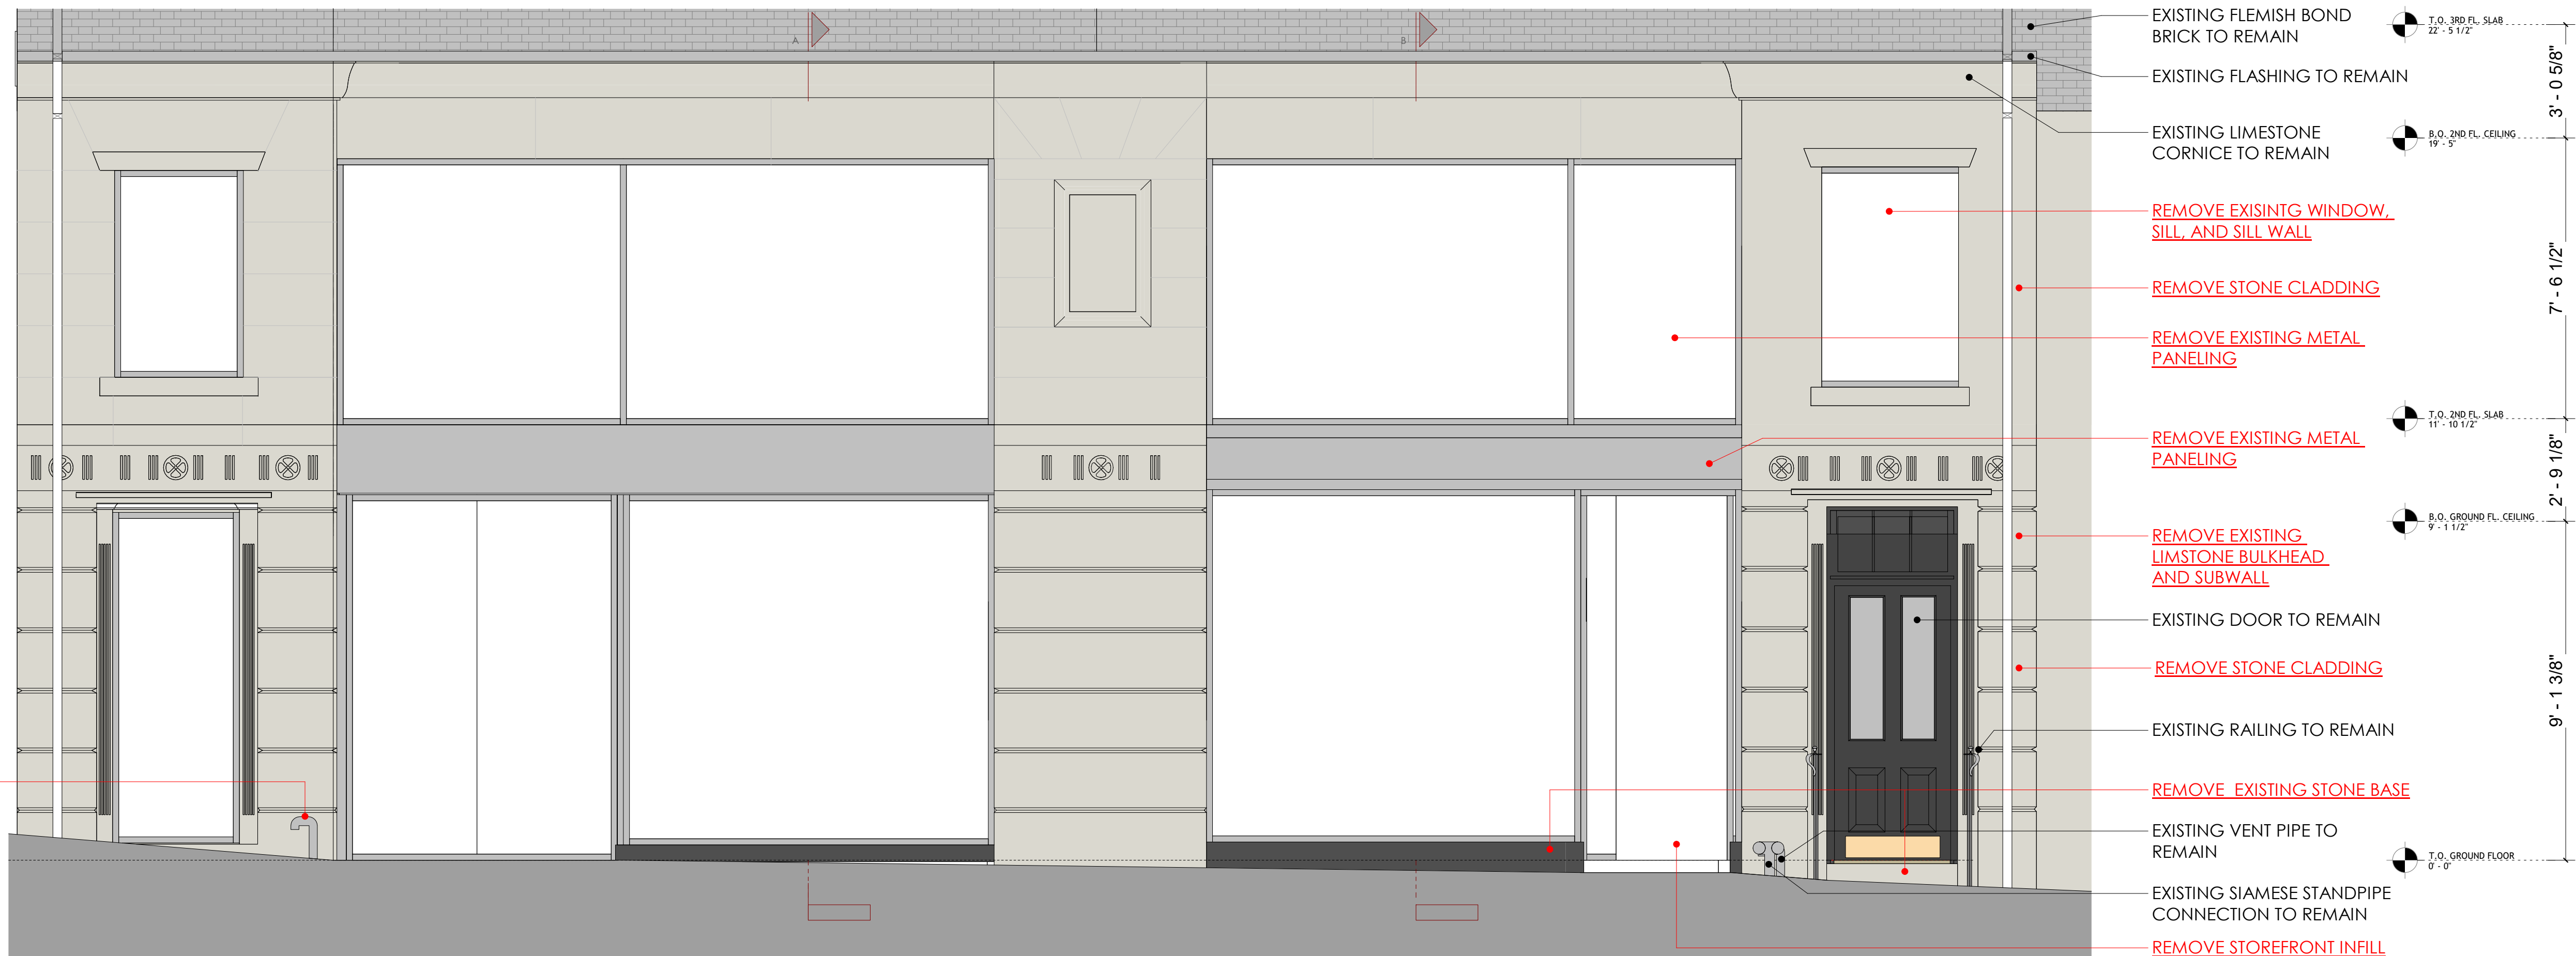 A
B
EXISTING FLEMISH BOND
BRICK TO REMAIN
EXISTING FLASHING TO REMAIN
EXISTING LIMESTONE
CORNICE TO REMAIN
REMOVE EXISINTG WINDOW,
SILL, AND SILL WALL
REMOVE STONE CLADDING
REMOVE EXISTING METAL
PANELING
REMOVE EXISTING METAL
PANELING
REMOVE EXISTING
LIMSTONE BULKHEAD
AND SUBWALL
EXISTING DOOR TO REMAIN
REMOVE STONE CLADDING
EXISTING RAILING TO REMAIN
REMOVE EXISTING STONE BASE
EXISTING VENT PIPE TO
REMAIN
EXISTING SIAMESE STANDPIPE
CONNECTION TO REMAIN
REMOVE STOREFRONT INFILL
T.O. 3RD FL. SLAB
22' - 5 1/2"
B.O. 2ND FL. CEILING
19' - 5"
T.O. 2ND FL. SLAB
11' - 10 1/2"
B.O. GROUND FL. CEILING
9' - 1 1/2"
T.O. GROUND FLOOR
0' - 0"
3' - 0 5/8"
7' - 6 1/2"
2' - 9 1/8"
9' - 1 3/8"